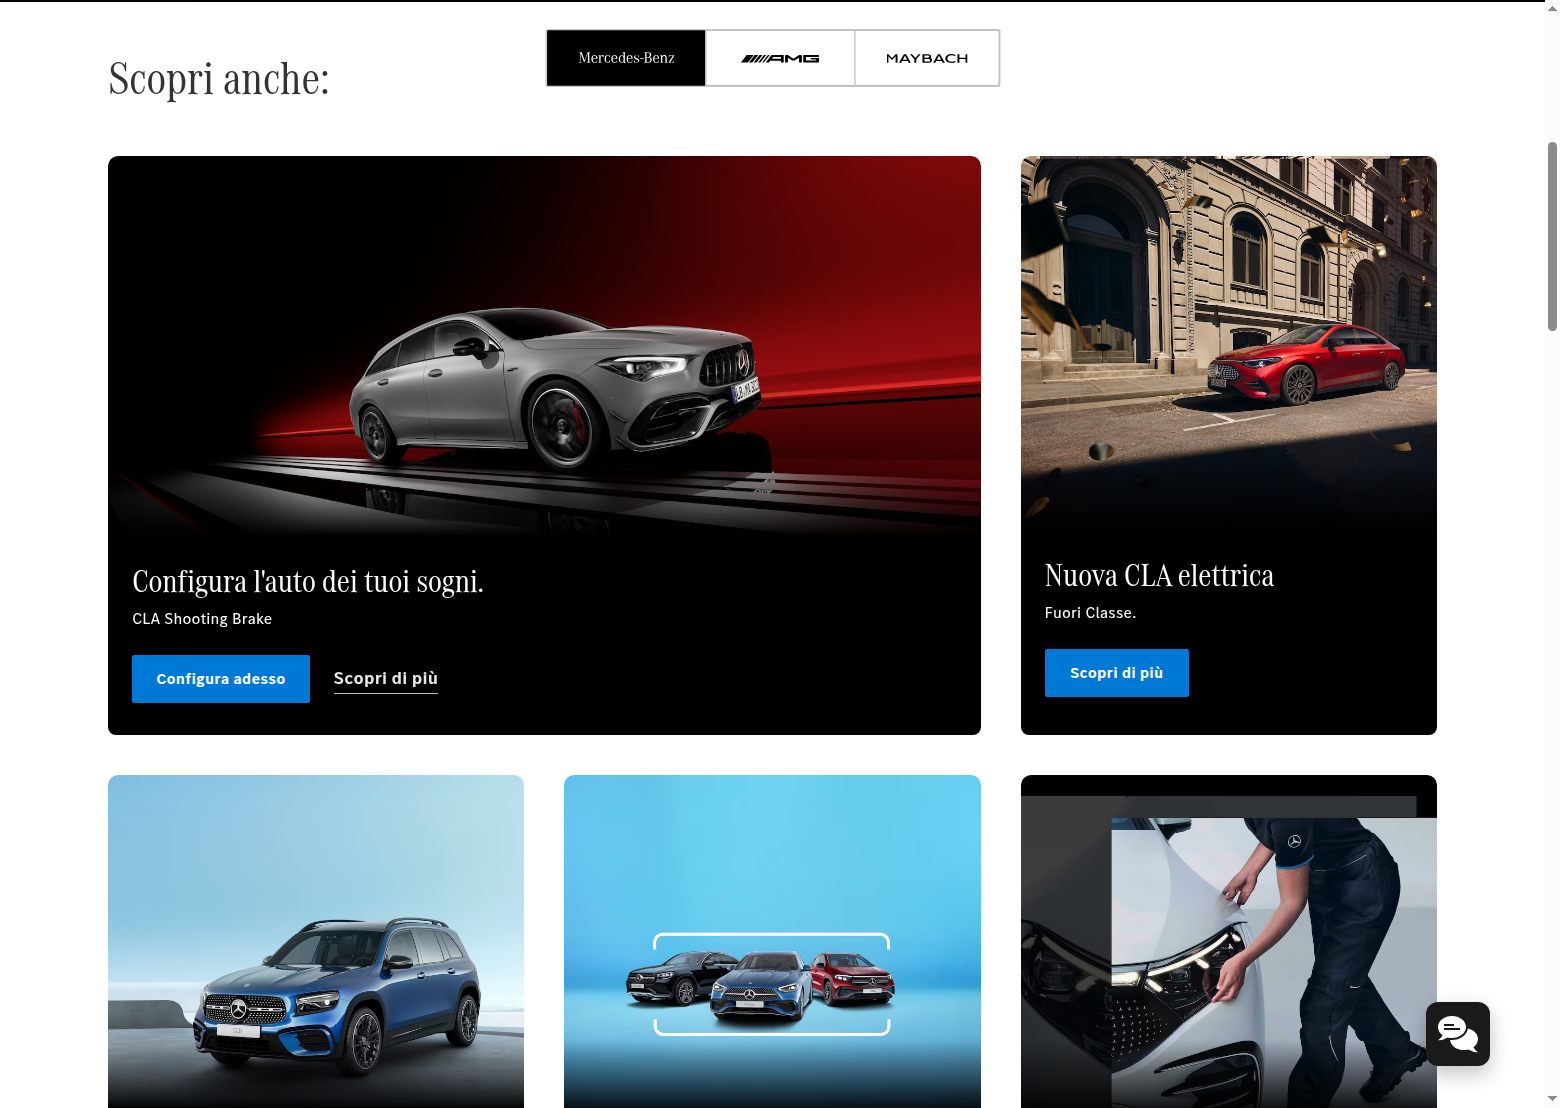 Mercedes-Benz
AMG
MAYBACH
Scopri anche:
Configura l'auto dei tuoi sogni.
CLA Shooting Brake
Configura adesso
Scopri di più
Nuova CLA elettrica
Fuori Classe.
Scopri di più